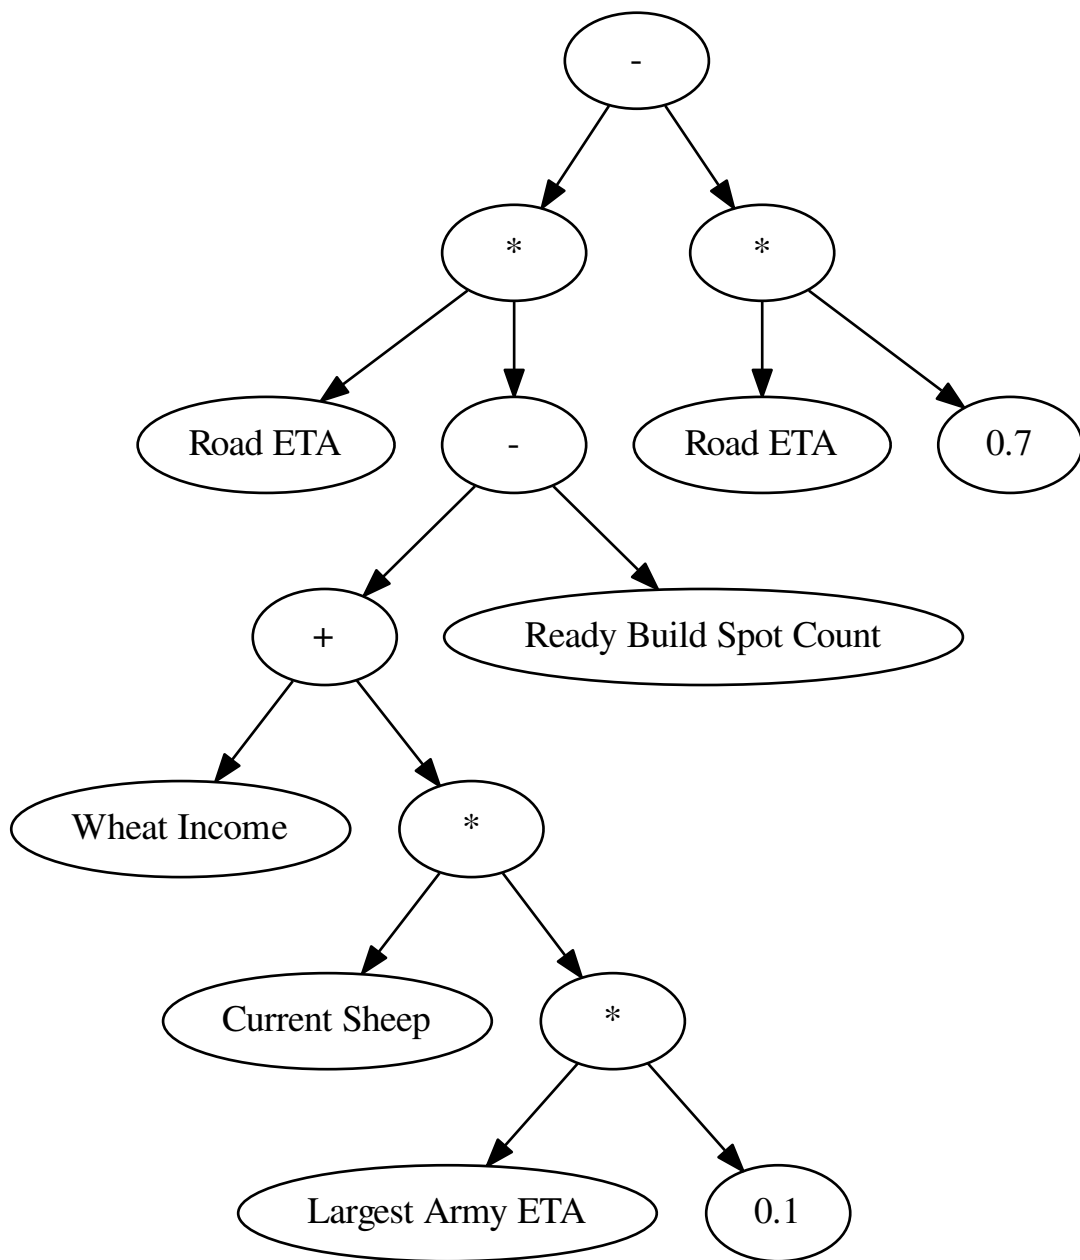 -
* *
Road ETA - Road ETA 0.7
+ Ready Build Spot Count
Wheat Income *
Current Sheep *
Largest Army ETA 0.1